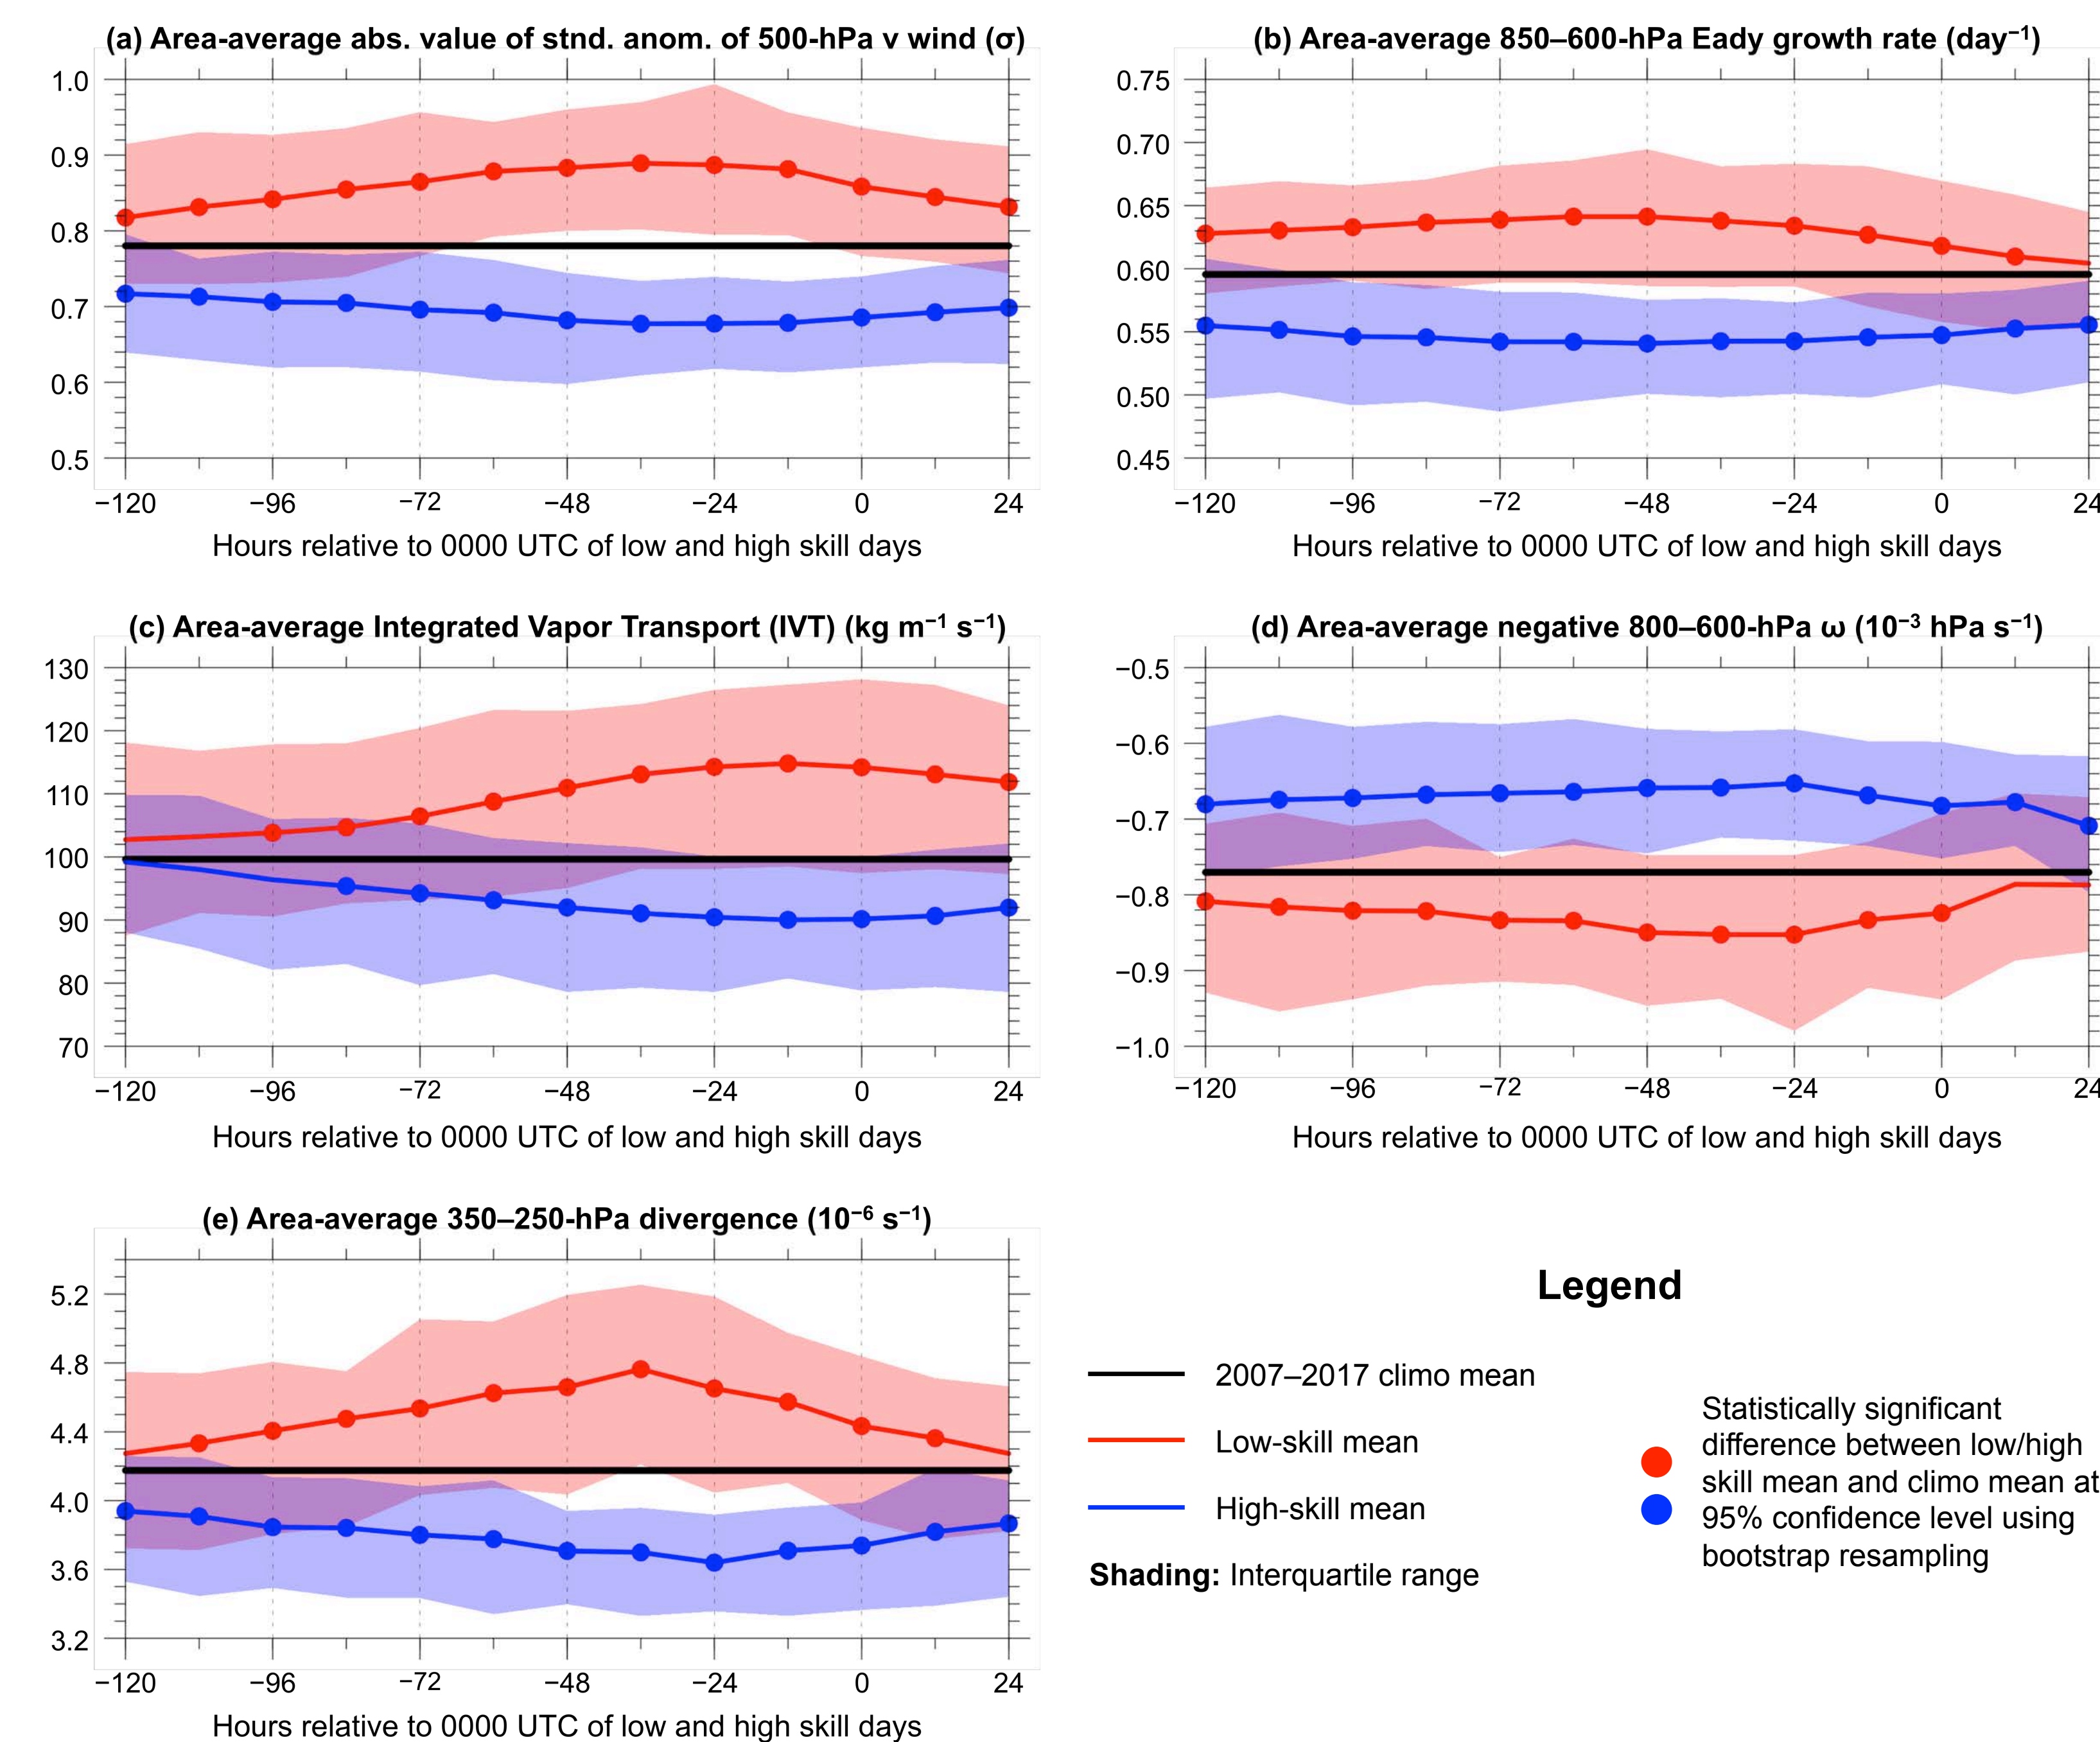 (a) Area-average abs. value of stnd. anom. of 500-hPa v wind (σ)
1.0
0.9
0.8
0.7
0.6
0.5
−120 −96 −72 −48 −24 0 24
Hours relative to 0000 UTC of low and high skill days
(b) Area-average 850–600-hPa Eady growth rate (day⁻¹)
0.75
0.70
0.65
0.60
0.55
0.50
0.45
−120 −96 −72 −48 −24 0 24
Hours relative to 0000 UTC of low and high skill days
(c) Area-average Integrated Vapor Transport (IVT) (kg m⁻¹ s⁻¹)
130
120
110
100
90
80
70
−120 −96 −72 −48 −24 0 24
Hours relative to 0000 UTC of low and high skill days
(d) Area-average negative 800–600-hPa ω (10⁻³ hPa s⁻¹)
−0.5
−0.6
−0.7
−0.8
−0.9
−1.0
−120 −96 −72 −48 −24 0 24
Hours relative to 0000 UTC of low and high skill days
(e) Area-average 350–250-hPa divergence (10⁻⁶ s⁻¹)
5.2
4.8
4.4
4.0
3.6
3.2
−120 −96 −72 −48 −24 0 24
Hours relative to 0000 UTC of low and high skill days
Legend
2007–2017 climo mean
Low-skill mean
High-skill mean
Shading: Interquartile range
Statistically significant
difference between low/high
skill mean and climo mean at
95% confidence level using
bootstrap resampling